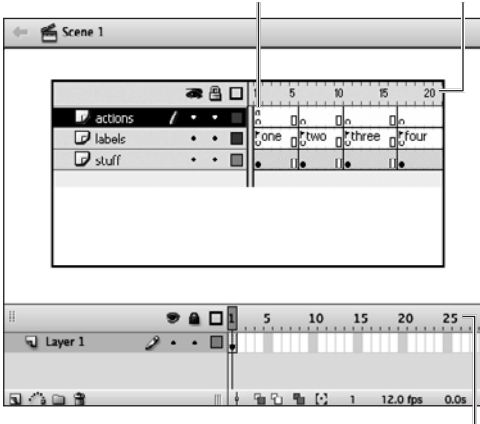 Scene 1
1 5 10 15 20
actions
labels one two three four
stuff
1 5 10 15 20 25
Layer 1
1 12.0 fps 0.0s